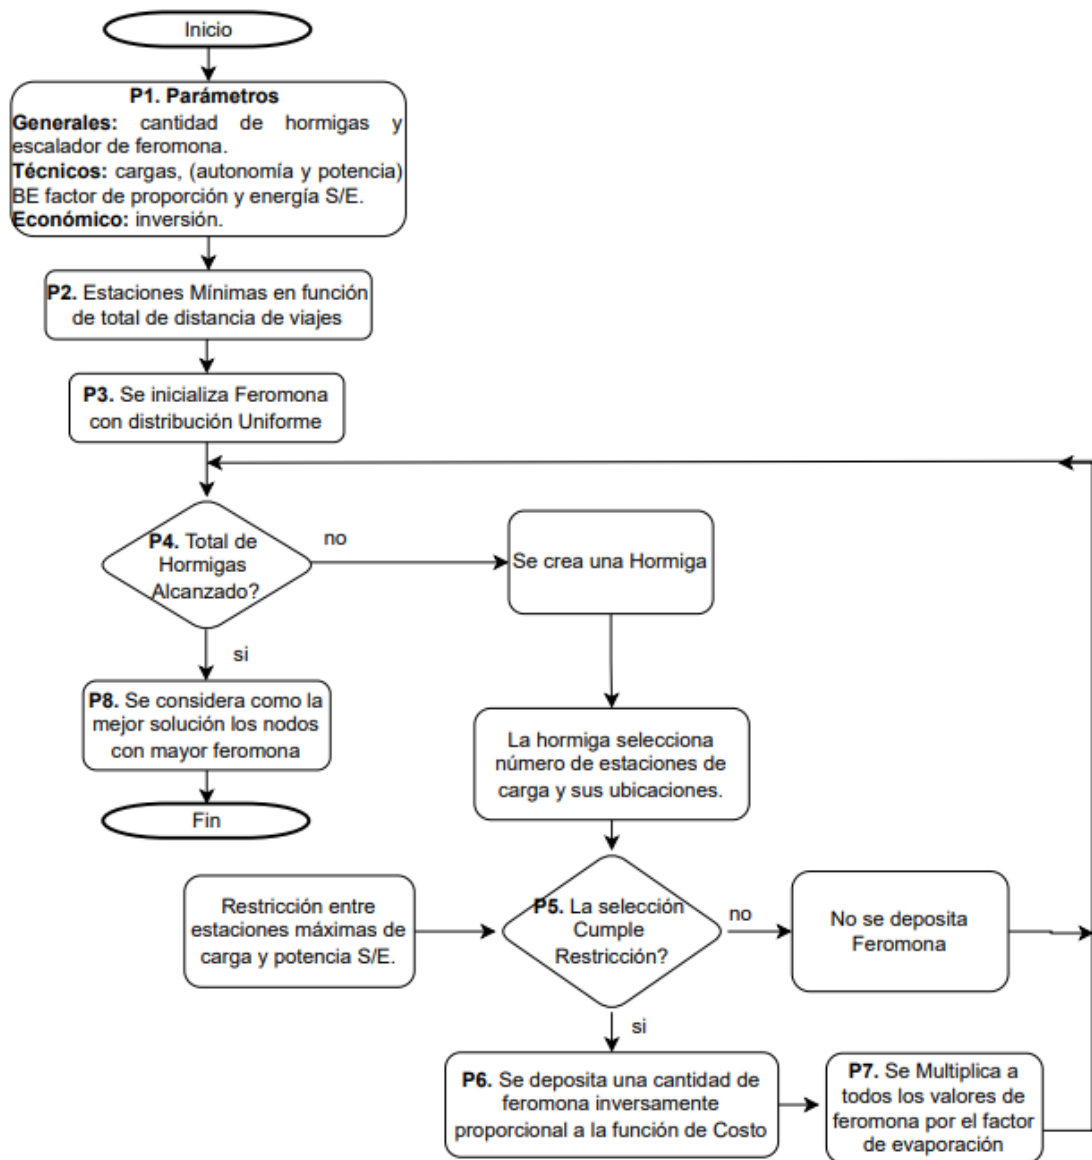 Inicio
P1. Parámetros
Generales: cantidad de hormigas y
escalador de feromona.
Técnicos: cargas, (autonomía y potencia)
BE factor de proporción y energía S/E.
Económico: inversión.
P2. Estaciones Mínimas en función
de total de distancia de viajes
P3. Se inicializa Feromona
con distribución Uniforme
P4. Total de
Hormigas
Alcanzado?
no
Se crea una Hormiga
si
P8. Se considera como la
mejor solución los nodos
con mayor feromona
Fin
La hormiga selecciona
número de estaciones de
carga y sus ubicaciones.
Restricción entre
estaciones máximas de
carga y potencia S/E.
P5. La selección
Cumple
Restricción?
no
No se deposita
Feromona
si
P6. Se deposita una cantidad de
feromona inversamente
proporcional a la función de Costo
P7. Se Multiplica a
todos los valores de
feromona por el factor
de evaporación